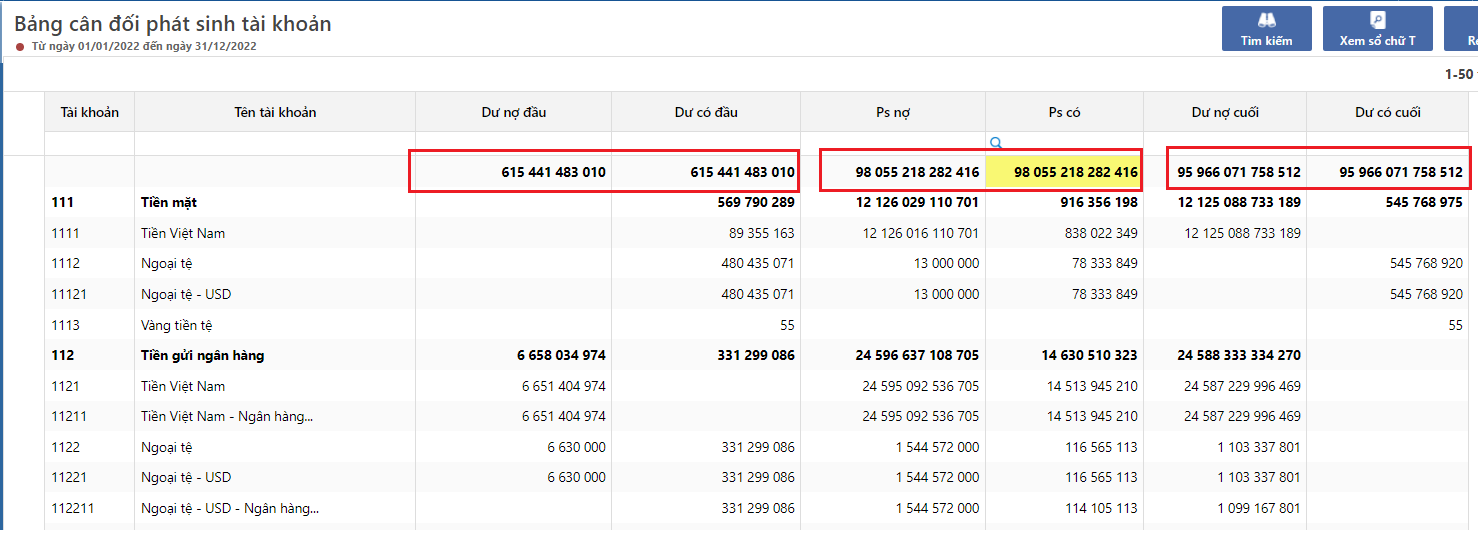 Bảng cân đối phát sinh tài khoản
Từ ngày 01/01/2022 đến ngày 31/12/2022
Tìm kiếm
Xem sổ chữ T
1-50
Tài khoản Tên tài khoản Dư nợ đầu Dư có đầu Ps nợ Ps có Dư nợ cuối Dư có cuối
615 441 483 010 615 441 483 010 98 055 218 282 416 98 055 218 282 416 95 966 071 758 512 95 966 071 758 512
111 Tiền mặt 569 790 289 12 126 029 110 701 916 356 198 12 125 088 733 189 545 768 975
1111 Tiền Việt Nam 89 355 163 12 126 016 110 701 838 022 349 12 125 088 733 189
1112 Ngoại tệ 480 435 071 13 000 000 78 333 849 545 768 920
11121 Ngoại tệ - USD 480 435 071 13 000 000 78 333 849 545 768 920
1113 Vàng tiền tệ 55 55
112 Tiền gửi ngân hàng 6 658 034 974 331 299 086 24 596 637 108 705 14 630 510 323 24 588 333 334 270
1121 Tiền Việt Nam 6 651 404 974 24 595 092 536 705 14 513 945 210 24 587 229 996 469
11211 Tiền Việt Nam - Ngân hàng... 6 651 404 974 24 595 092 536 705 14 513 945 210 24 587 229 996 469
1122 Ngoại tệ 6 630 000 331 299 086 1 544 572 000 116 565 113 1 103 337 801
11221 Ngoại tệ - USD 6 630 000 331 299 086 1 544 572 000 116 565 113 1 103 337 801
112211 Ngoại tệ - USD - Ngân hàng... 331 299 086 1 544 572 000 114 105 113 1 099 167 801